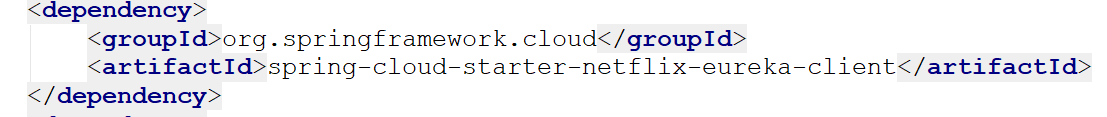 <dependency>
<groupId>org.springframework.cloud</groupId>
<artifactId>spring-cloud-starter-netflix-eureka-client</artifactId>
</dependency>